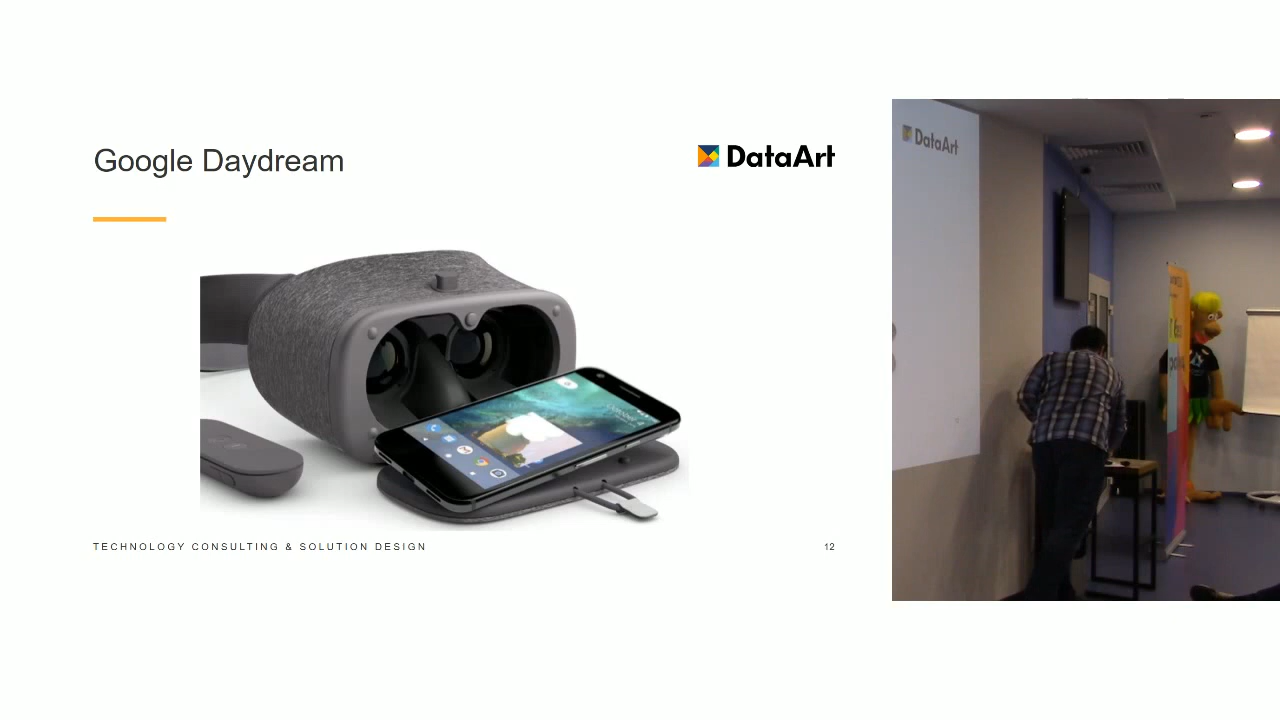 Google Daydream
DataArt
TECHNOLOGY CONSULTING & SOLUTION DESIGN
12
DataArt